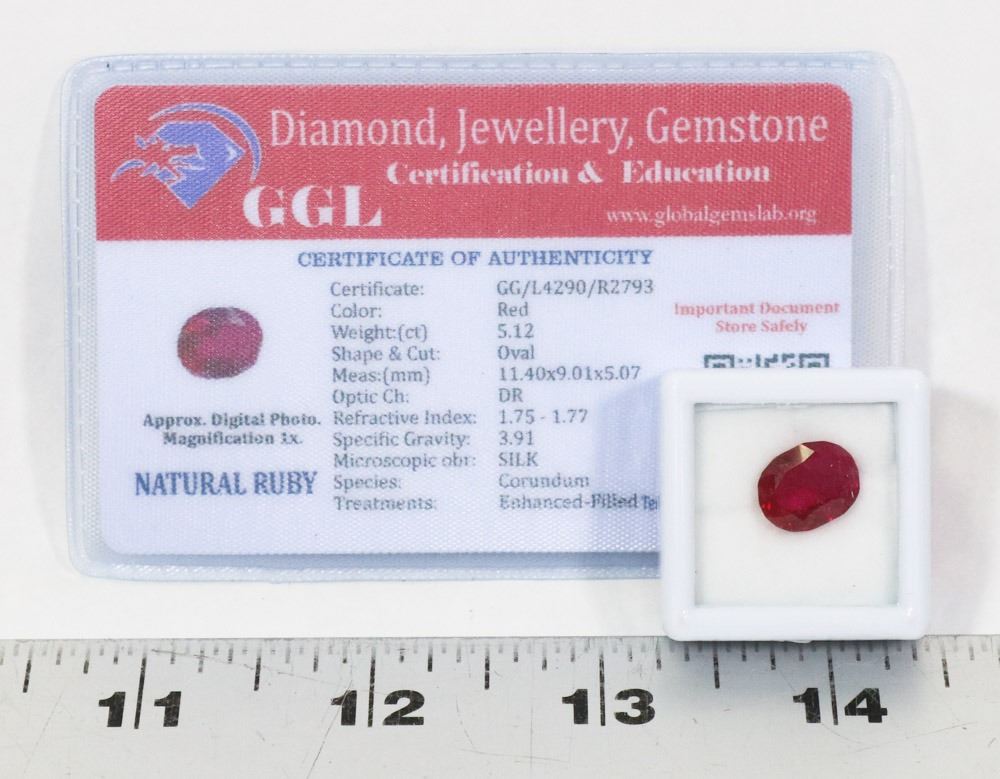 Diamond, Jewellery, Gemstone
Certification & Education
GGL
www.globalgemslab.org
CERTIFICATE OF AUTHENTICITY
Certificate: GG/L4290/R2793
Color: Red
Weight:(ct) 5.12
Shape & Cut: Oval
Meas:(mm) 11.40x9.01x5.07
Optic Ch: DR
Refractive Index: 1.75 - 1.77
Specific Gravity: 3.91
Microscopic obr: SILK
Species: Corundum
Treatments: Enhanced-Filled
Approx. Digital Photo.
Magnification 1x.
NATURAL RUBY
Important Document
Store Safely
11 12 13 14